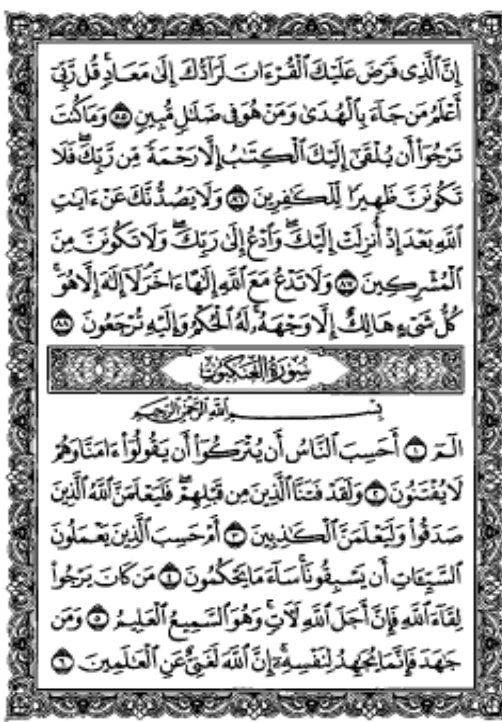 إِنَّ ٱلَّذِى فَرَضَ عَلَيْكَ ٱلْقُرْءَانَ لَرَآدُّكَ إِلَىٰ مَعَادٍ ۚ قُل رَّبِّىٓ
أَعْلَمُ مَن جَآءَ بِٱلْهُدَىٰ وَمَنْ هُوَ فِى ضَلَٰلٍ مُّبِينٍ ٨٥ وَمَا كُنتَ
تَرْجُوٓا۟ أَن يُلْقَىٰٓ إِلَيْكَ ٱلْكِتَٰبُ إِلَّا رَحْمَةً مِّن رَّبِّكَ ۖ فَلَا
تَكُونَنَّ ظَهِيرًا لِّلْكَٰفِرِينَ ٨٦ وَلَا يَصُدُّنَّكَ عَنْ ءَايَٰتِ
ٱللَّهِ بَعْدَ إِذْ أُنزِلَتْ إِلَيْكَ ۖ وَٱدْعُ إِلَىٰ رَبِّكَ ۖ وَلَا تَكُونَنَّ مِنَ
ٱلْمُشْرِكِينَ ٨٧ وَلَا تَدْعُ مَعَ ٱللَّهِ إِلَٰهًا ءَاخَرَ ۘ لَآ إِلَٰهَ إِلَّا هُوَ ۚ
كُلُّ شَىْءٍ هَالِكٌ إِلَّا وَجْهَهُۥ ۚ لَهُ ٱلْحُكْمُ وَإِلَيْهِ تُرْجَعُونَ ٨٨
سُورَةُ العَنكَبُوتِ
بِسْمِ ٱللَّهِ ٱلرَّحْمَٰنِ ٱلرَّحِيمِ
الٓمٓ ١ أَحَسِبَ ٱلنَّاسُ أَن يُتْرَكُوٓا۟ أَن يَقُولُوٓا۟ ءَامَنَّا وَهُمْ
لَا يُفْتَنُونَ ٢ وَلَقَدْ فَتَنَّا ٱلَّذِينَ مِن قَبْلِهِمْ ۖ فَلَيَعْلَمَنَّ ٱللَّهُ ٱلَّذِينَ
صَدَقُوا۟ وَلَيَعْلَمَنَّ ٱلْكَٰذِبِينَ ٣ أَمْ حَسِبَ ٱلَّذِينَ يَعْمَلُونَ
ٱلسَّيِّـَٔاتِ أَن يَسْبِقُونَا ۚ سَآءَ مَا يَحْكُمُونَ ٤ مَن كَانَ يَرْجُوا۟
لِقَآءَ ٱللَّهِ فَإِنَّ أَجَلَ ٱللَّهِ لَـَٔاتٍ ۚ وَهُوَ ٱلسَّمِيعُ ٱلْعَلِيمُ ٥ وَمَن
جَٰهَدَ فَإِنَّمَا يُجَٰهِدُ لِنَفْسِهِۦٓ ۚ إِنَّ ٱللَّهَ لَغَنِىٌّ عَنِ ٱلْعَٰلَمِينَ ٦